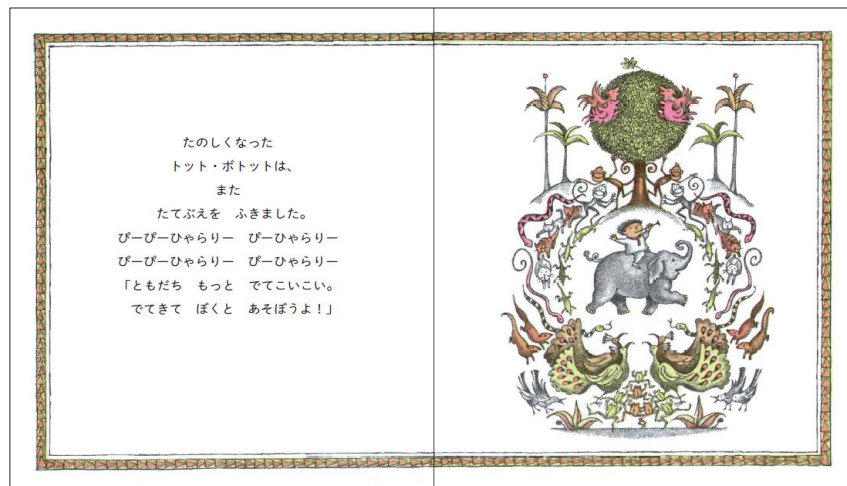 たのしくなった
トット・ボトットは、
また
たてぶえを　ふきました。
ぴーぴーひゃらりー　ぴーひゃらりー
ぴーぴーひゃらりー　ぴーひゃらりー
「ともだち　もっと　でてこいこい。
でてきて　ぼくと　あそぼうよ！」